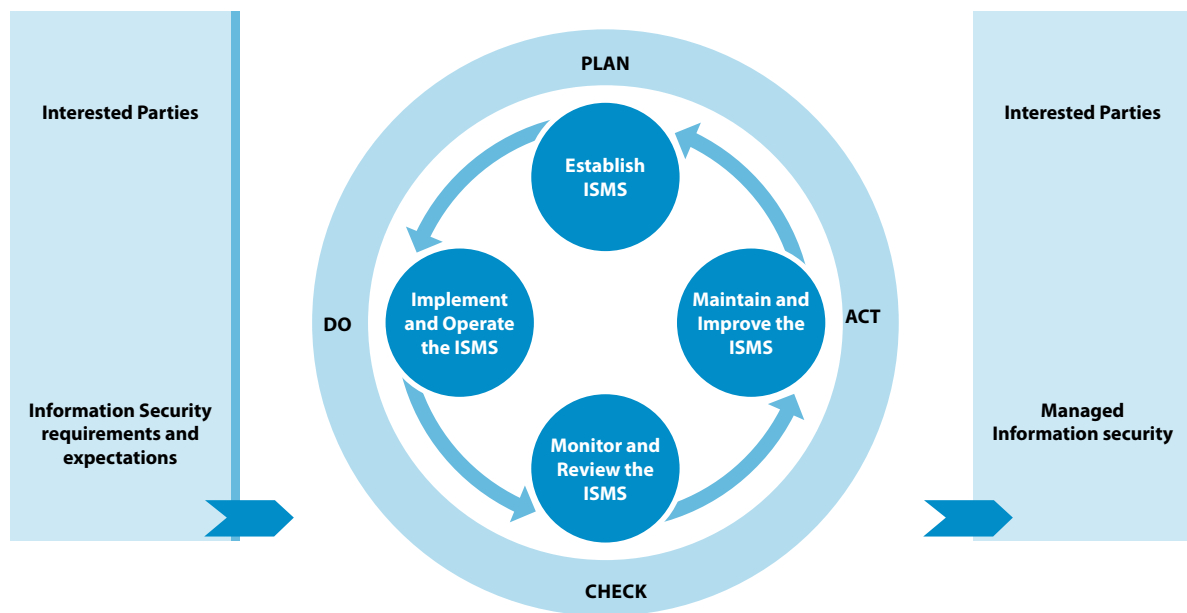 Interested Parties
Information Security
requirements and
expectations
PLAN
Establish
ISMS
DO
Implement
and Operate
the ISMS
Maintain and
Improve the
ISMS
ACT
Monitor and
Review the
ISMS
CHECK
Interested Parties
Managed
Information security